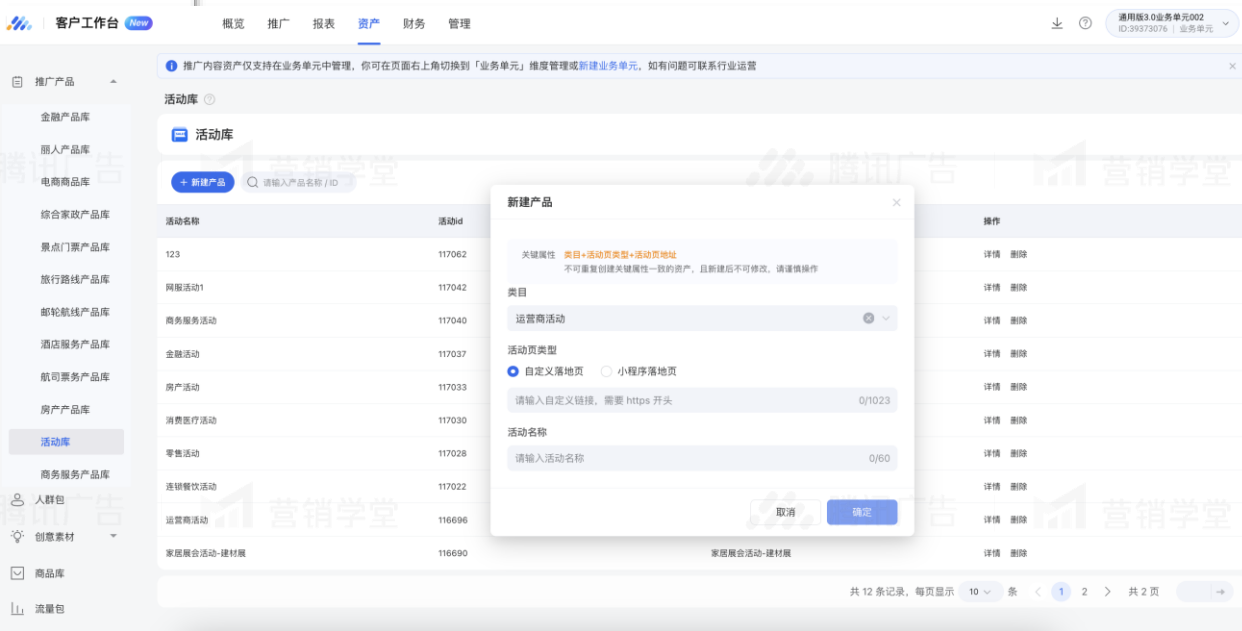 客户工作台 New 概览 推广 报表 资产 财务 管理 通用版3.0业务单元002
ID:39373076 | 业务单元
推广内容资产仅支持在业务单元中管理，你可在页面右上角切换到「业务单元」维度管理或新建业务单元，如有问题可联系行业运营
推广产品
金融产品库
丽人产品库
电商商品库
综合家政产品库
景点门票产品库
旅行路线产品库
邮轮航线产品库
酒店服务产品库
航司票务产品库
房产产品库
活动库
商务服务产品库
人群包
创意素材
商品库
流量包
活动库
活动库
+ 新建产品 请输入产品名称 / ID
活动名称 活动id 操作
123 117062 详情 删除
网服活动1 117042 详情 删除
商务服务活动 117040 详情 删除
金融活动 117037 详情 删除
房产活动 117033 详情 删除
消费医疗活动 117030 详情 删除
零售活动 117028 详情 删除
连锁餐饮活动 117022 详情 删除
运营商活动 116696 详情 删除
家居展会活动-建材展 116690 家居展会活动-建材展 详情 删除
共 12 条记录，每页显示 10 条 1 2 共 2 页
新建产品
关键属性 类目+活动页类型+活动页地址
不可重复创建关键属性一致的资产，且新建后不可修改，请谨慎操作
类目
运营商活动
活动页类型
自定义落地页 小程序落地页
请输入自定义链接，需要 https 开头 0/1023
活动名称
请输入活动名称 0/60
取消 确定
腾讯广告 营销学堂
腾讯广告 营销学堂
腾讯广告 营销学堂
营销学堂